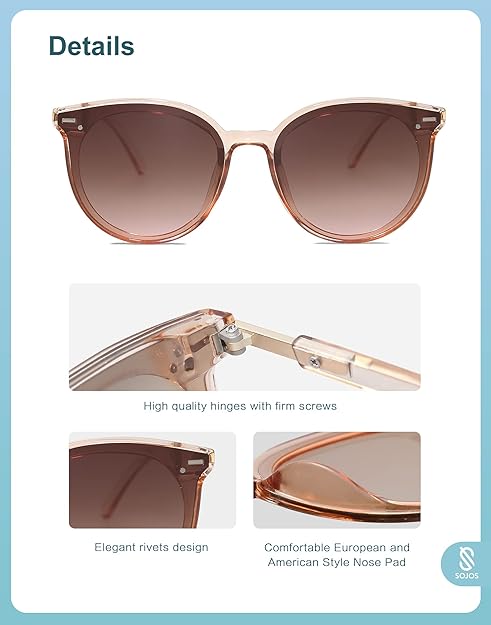 Details
High quality hinges with firm screws
Elegant rivets design
Comfortable European and
American Style Nose Pad
SOJOS